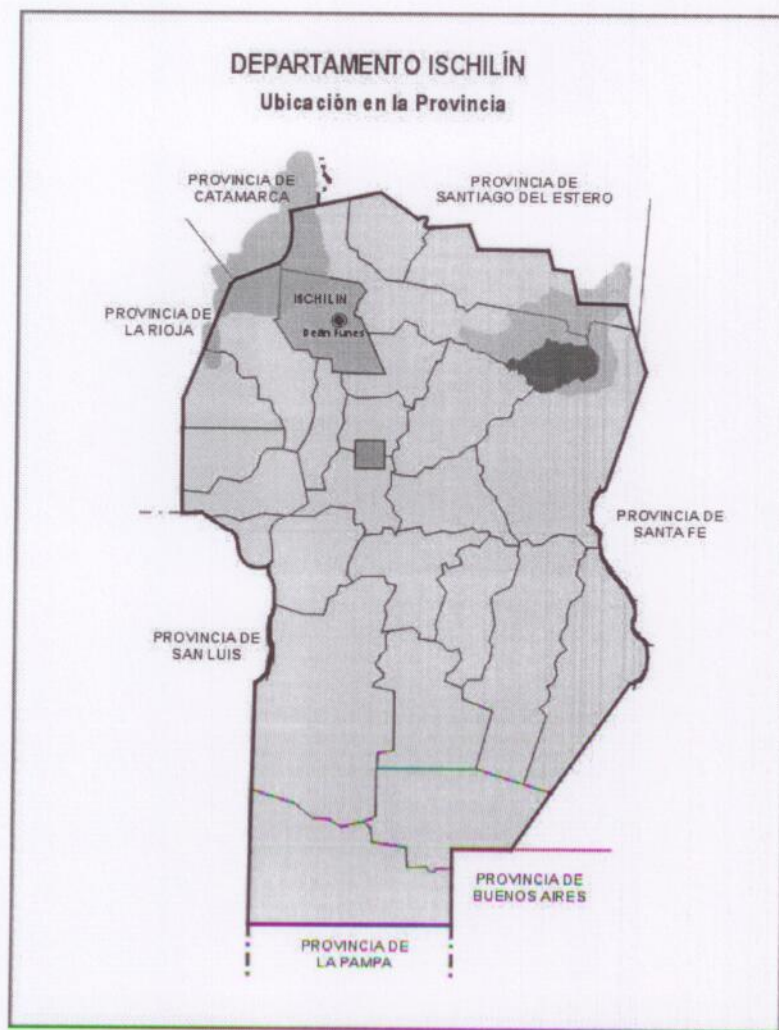 DEPARTAMENTO ISCHILÍN
Ubicación en la Provincia
PROVINCIA DE
CATAMARCA
PROVINCIA DE
SANTIAGO DEL ESTERO
PROVINCIA DE
LA RIOJA
ISCHILIN
Deán Funes
PROVINCIA DE
SANTA FE
PROVINCIA DE
SAN LUIS
PROVINCIA DE
BUENOS AIRES
PROVINCIA DE
LA PAMPA